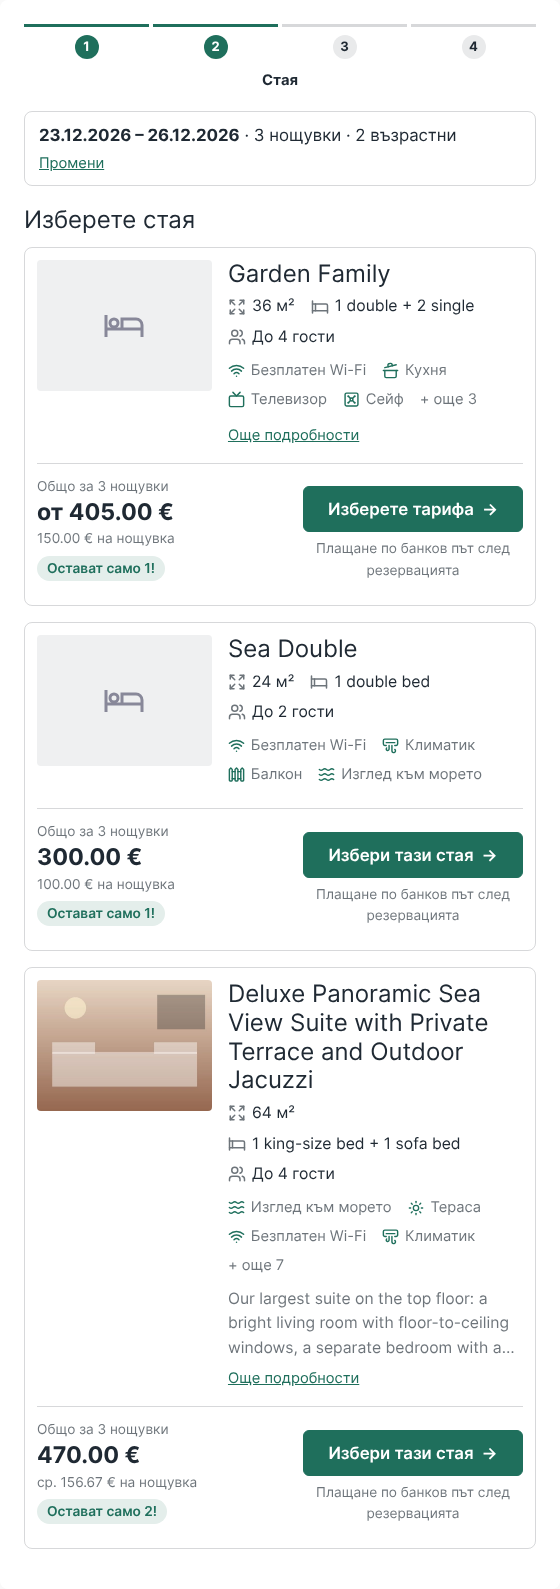 1
2
3
4
Стая
23.12.2026 – 26.12.2026 · 3 нощувки · 2 възрастни
Промени
Изберете стая
Garden Family
36 м² 1 double + 2 single
До 4 гости
Безплатен Wi-Fi Кухня
Телевизор Сейф + още 3
Още подробности
Общо за 3 нощувки
от 405.00 €
150.00 € на нощувка
Остават само 1!
Изберете тарифа →
Плащане по банков път след
резервацията
Sea Double
24 м² 1 double bed
До 2 гости
Безплатен Wi-Fi Климатик
Балкон Изглед към морето
Общо за 3 нощувки
300.00 €
100.00 € на нощувка
Остават само 1!
Избери тази стая →
Плащане по банков път след
резервацията
Deluxe Panoramic Sea
View Suite with Private
Terrace and Outdoor
Jacuzzi
64 м²
1 king-size bed + 1 sofa bed
До 4 гости
Изглед към морето Тераса
Безплатен Wi-Fi Климатик
+ още 7
Our largest suite on the top floor: a
bright living room with floor-to-ceiling
windows, a separate bedroom with a...
Още подробности
Общо за 3 нощувки
470.00 €
ср. 156.67 € на нощувка
Остават само 2!
Избери тази стая →
Плащане по банков път след
резервацията